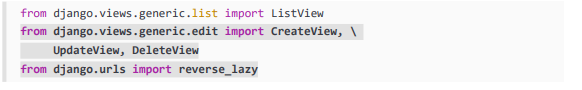 from django.views.generic.list import ListView
from django.views.generic.edit import CreateView, \
UpdateView, DeleteView
from django.urls import reverse_lazy